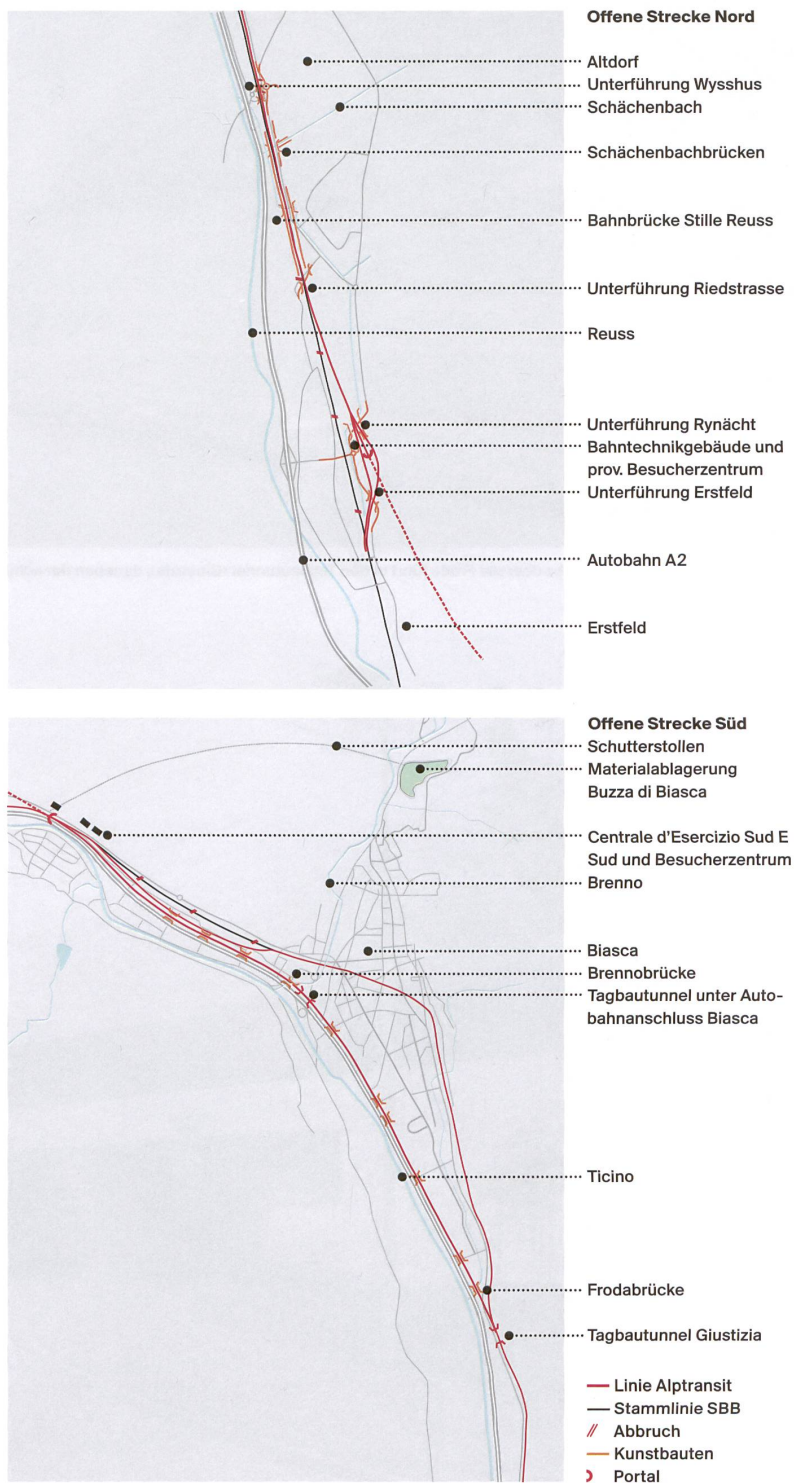 Offene Strecke Nord
Altdorf
Unterführung Wysshus
Schächenbach
Schächenbachbrücken
Bahnbrücke Stille Reuss
Unterführung Riedstrasse
Reuss
Unterführung Rynächt
Bahntechnikgebäude und
prov. Besucherzentrum
Unterführung Erstfeld
Autobahn A2
Erstfeld
Offene Strecke Süd
Schutterstollen
Materialablagerung
Buzza di Biasca
Centrale d'Esercizio Sud E
Sud und Besucherzentrum
Brenno
Biasca
Brennobrücke
Tagbautunnel unter Auto-
bahnanschluss Biasca
Ticino
Frodabrücke
Tagbautunnel Giustizia
Linie Alptransit
Stammlinie SBB
Abbruch
Kunstbauten
Portal